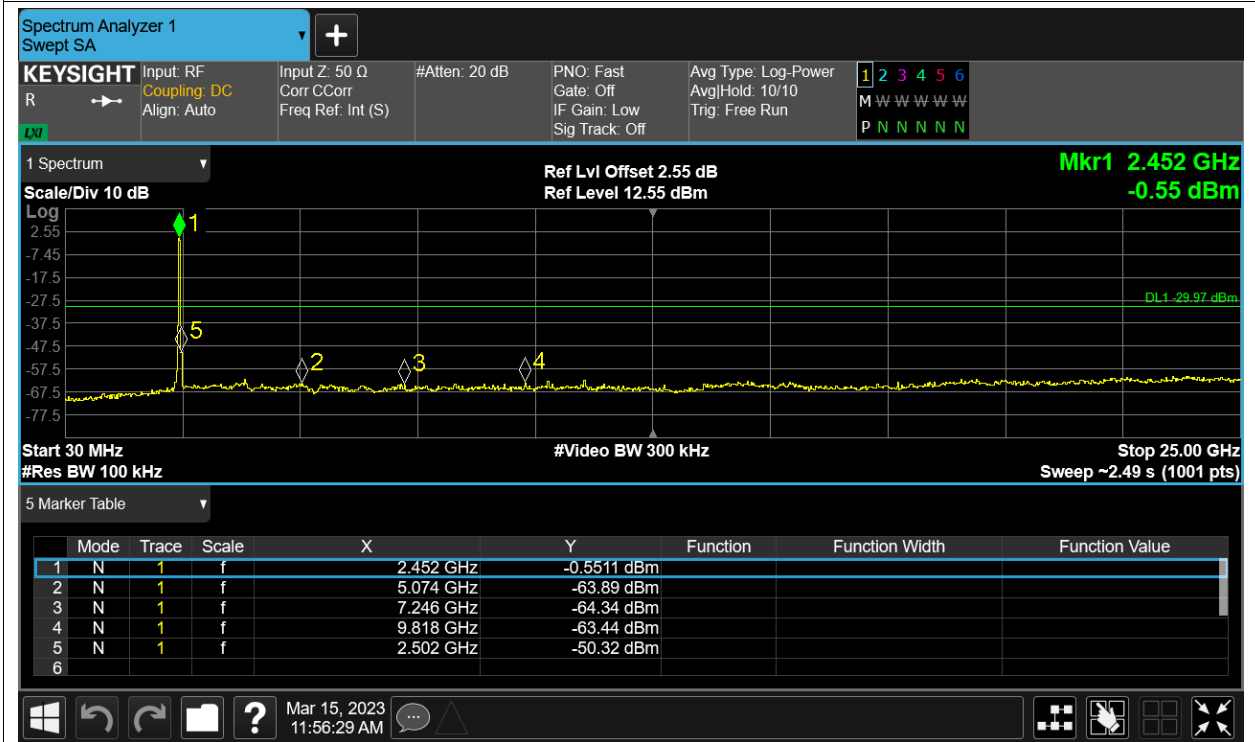 Spectrum Analyzer 1
Swept SA
KEYSIGHT
R
LXI
Input: RF
Coupling: DC
Align: Auto
Input Z: 50 Ω
Corr CCorr
Freq Ref: Int (S)
#Atten: 20 dB
PNO: Fast
Gate: Off
IF Gain: Low
Sig Track: Off
Avg Type: Log-Power
Avg|Hold: 10/10
Trig: Free Run
1 2 3 4 5 6
M W W W W W
P N N N N N
1 Spectrum
Scale/Div 10 dB
Ref Lvl Offset 2.55 dB
Ref Level 12.55 dBm
Mkr1 2.452 GHz
-0.55 dBm
Log
2.55
-7.45
-17.5
-27.5
-37.5
-47.5
-57.5
-67.5
-77.5
1
5
2
3
4
DL1 -29.97 dBm
Start 30 MHz
#Res BW 100 kHz
#Video BW 300 kHz
Stop 25.00 GHz
Sweep ~2.49 s (1001 pts)
5 Marker Table
Mode Trace Scale X Y Function Function Width Function Value
1 N 1 f 2.452 GHz -0.5511 dBm
2 N 1 f 5.074 GHz -63.89 dBm
3 N 1 f 7.246 GHz -64.34 dBm
4 N 1 f 9.818 GHz -63.44 dBm
5 N 1 f 2.502 GHz -50.32 dBm
6
?
Mar 15, 2023
11:56:29 AM